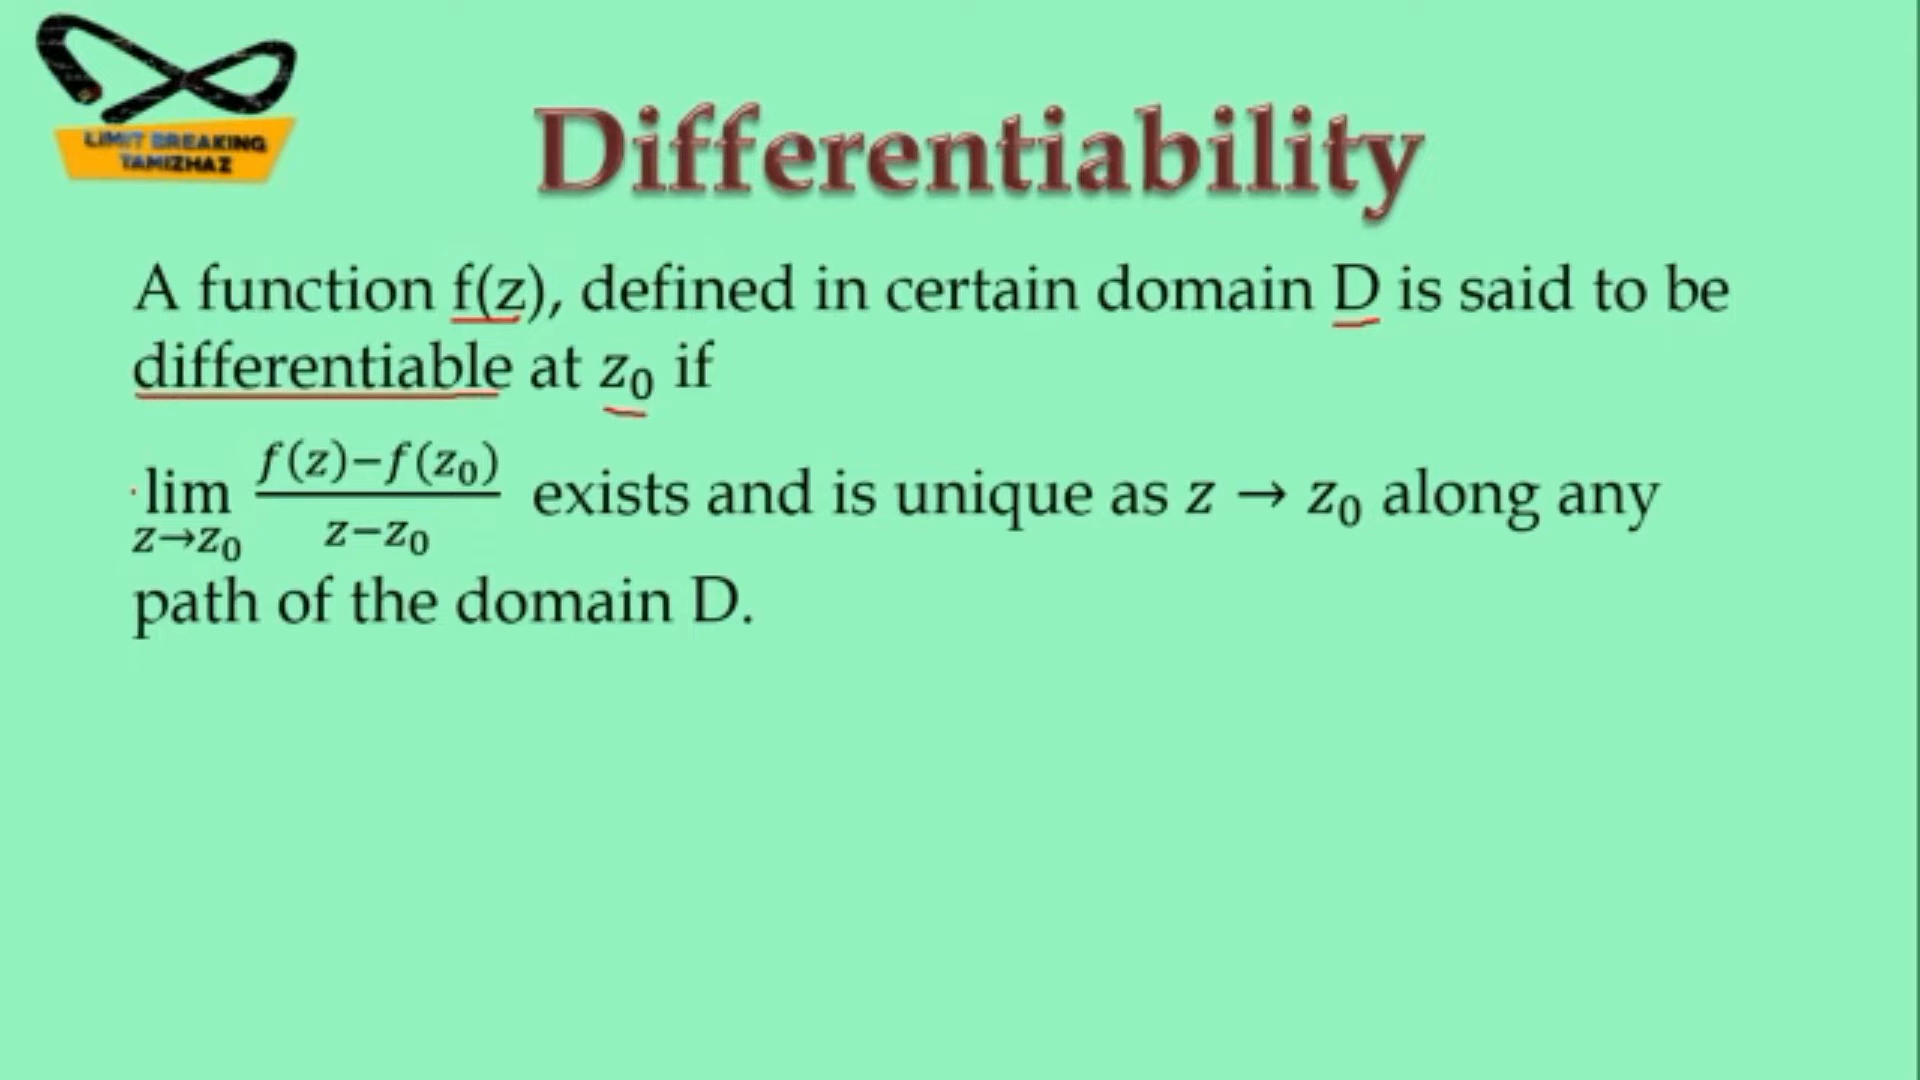 LIMIT BREAKING
TAMIZHAZ
Differentiability
A function f(z), defined in certain domain D is said to be
differentiable at z₀ if
lim z→z₀ (f(z)−f(z₀))/(z−z₀) exists and is unique as z → z₀ along any
path of the domain D.